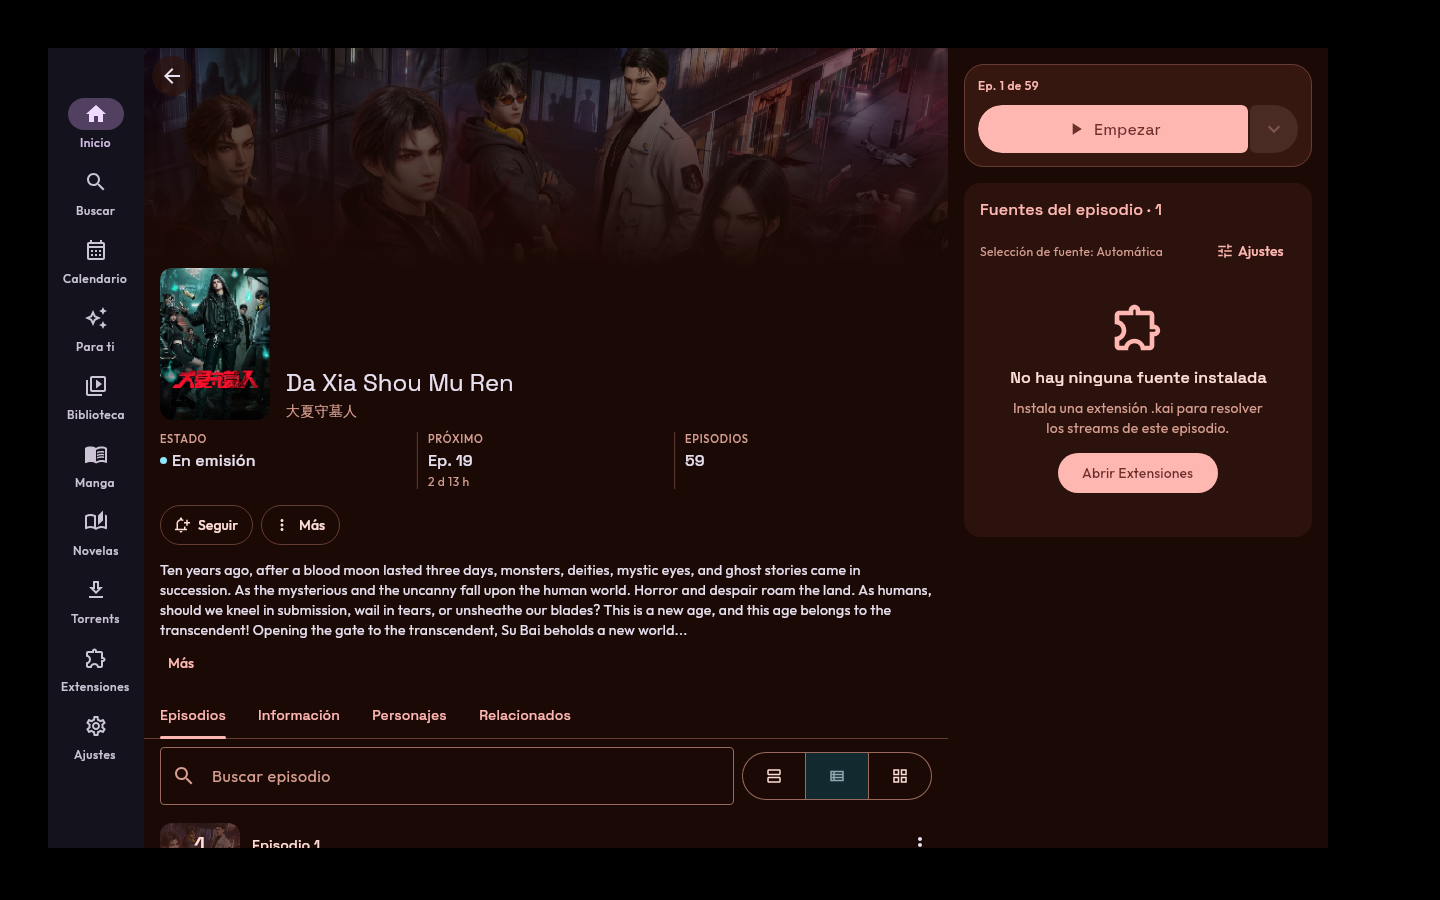 Inicio
Buscar
Calendario
Para ti
Biblioteca
Manga
Novelas
Torrents
Extensiones
Ajustes
大夏守墓人
Da Xia Shou Mu Ren
大夏守墓人
ESTADO
En emisión
PRÓXIMO
Ep. 19
2 d 13 h
EPISODIOS
59
Seguir
Más
Ten years ago, after a blood moon lasted three days, monsters, deities, mystic eyes, and ghost stories came in
succession. As the mysterious and the uncanny fall upon the human world. Horror and despair roam the land. As humans,
should we kneel in submission, wail in tears, or unsheathe our blades? This is a new age, and this age belongs to the
transcendent! Opening the gate to the transcendent, Su Bai beholds a new world...
Más
Episodios
Información
Personajes
Relacionados
Buscar episodio
1
Episodio 1
Ep. 1 de 59
Empezar
Fuentes del episodio · 1
Selección de fuente: Automática
Ajustes
No hay ninguna fuente instalada
Instala una extensión .kai para resolver
los streams de este episodio.
Abrir Extensiones